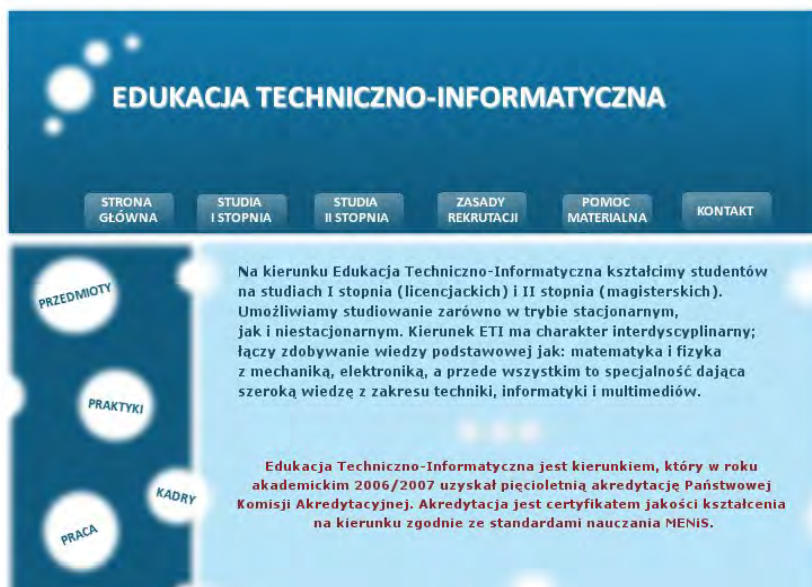 EDUKACJA TECHNICZNO-INFORMATYCZNA
STRONA
GŁÓWNA
STUDIA
I STOPNIA
STUDIA
II STOPNIA
ZASADY
REKRUTACJI
POMOC
MATERIALNA
KONTAKT
PRZEDMIOTY
PRAKTYKI
KADRY
PRACA
Na kierunku Edukacja Techniczno-Informatyczna kształcimy studentów
na studiach I stopnia (licencjackich) i II stopnia (magisterskich).
Umożliwiamy studiowanie zarówno w trybie stacjonarnym,
jak i niestacjonarnym. Kierunek ETI ma charakter interdyscyplinarny;
łączy zdobywanie wiedzy podstawowej jak: matematyka i fizyka
z mechaniką, elektroniką, a przede wszystkim to specjalność dająca
szeroką wiedzę z zakresu techniki, informatyki i multimediów.
Edukacja Techniczno-Informatyczna jest kierunkiem, który w roku
akademickim 2006/2007 uzyskał pięcioletnią akredytację Państwowej
Komisji Akredytacyjnej. Akredytacja jest certyfikatem jakości kształcenia
na kierunku zgodnie ze standardami nauczania MENiS.